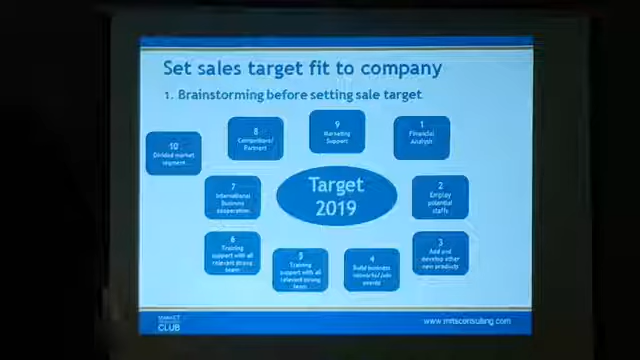 Set sales target fit to company
1. Brainstorming before setting sale target
10
Divided market
segment
8
Competitors/
Partners
9
Marketing
Support
1
Financial
Analysis
7
International
Business
cooperation
Target
2019
2
Employ
potential
staffs
6
Training
support with all
relevant strong
team
5
Training
support with all
relevant strong
team
4
Build business
networks/Join
events
3
Add and
develop other
new products
MARKET
CLUB